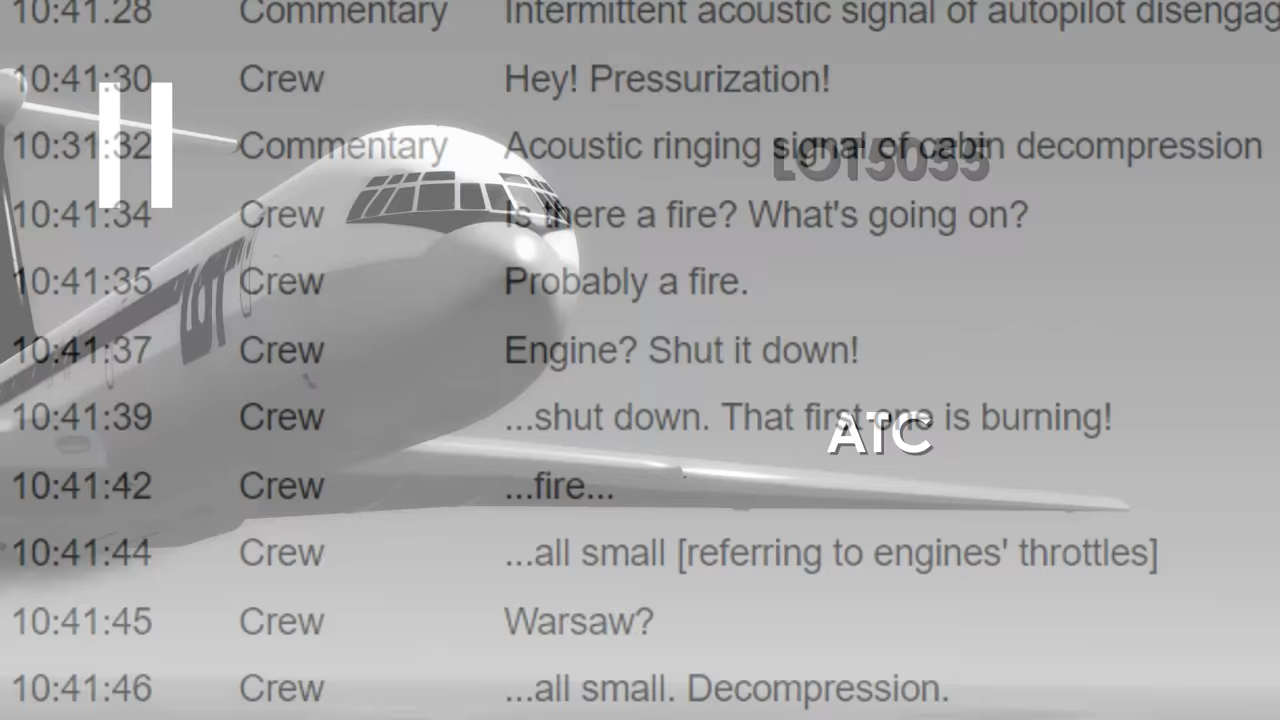 10:41.28 Commentary Intermittent acoustic signal of autopilot disengag
10:41:30 Crew Hey! Pressurization!
10:31:32 Commentary Acoustic ringing signal of cabin decompression
LOT5055
10:41:34 Crew Is there a fire? What's going on?
10:41:35 Crew Probably a fire.
LOT
10:41:37 Crew Engine? Shut it down!
10:41:39 Crew ...shut down. That first one is burning!
ATC
10:41:42 Crew ...fire...
10:41:44 Crew ...all small [referring to engines' throttles]
10:41:45 Crew Warsaw?
10:41:46 Crew ...all small. Decompression.